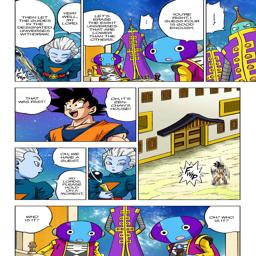 YOU'RE
RIGHT. I
GUESS FOUR
IS GOOD
ENOUGH.
LET'S
ERASE
THE EIGHT
UNIVERSES
THAT ARE
LOWER
THAN THE
OTHERS.
VERY
WELL,
MY
LORD!
THEN LET
THE GODS
IN THE
DESIGNATED
UNIVERSES
WITHDRAW.
OH, IT'S
ZEN-
CHAN'S
HOUSE!
THAT
WAS FAST!
OH, WE
HAVE A
GUEST.
MY
LORDS,
PLEASE
HOLD
ON A
MOMENT.
OH? WHO
IS IT?
WHO
IS IT?